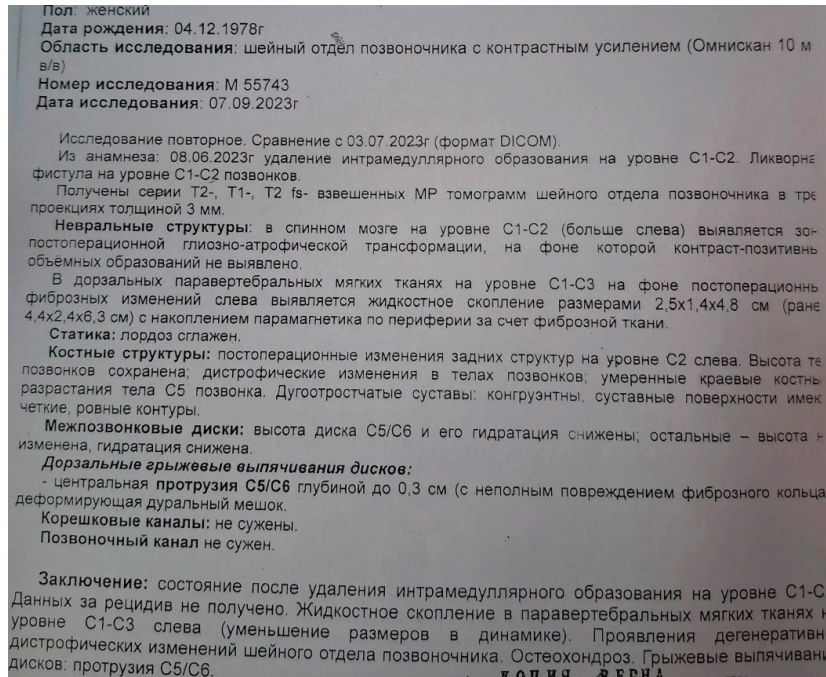 Пол: женский
Дата рождения: 04.12.1978г
Область исследования: шейный отдел позвоночника с контрастным усилением (Омнискан 10 м
в/в)
Номер исследования: М 55743
Дата исследования: 07.09.2023г
Исследование повторное. Сравнение с 03.07.2023г (формат DICOM).
Из анамнеза: 08.06.2023г удаление интрамедуллярного образования на уровне С1-С2. Ликворна
фистула на уровне С1-С2 позвонков.
Получены серии Т2-, Т1-, Т2 fs- взвешенных МР томограмм шейного отдела позвоночника в тре
проекциях толщиной 3 мм.
Невральные структуры: в спинном мозге на уровне С1-С2 (больше слева) выявляется зо
постоперационной глиозно-атрофической трансформации, на фоне которой контраст-позитивнь
объёмных образований не выявлено.
В дорзальных паравертебральных мягких тканях на уровне С1-С3 на фоне постоперационнь
фиброзных изменений слева выявляется жидкостное скопление размерами 2,5х1,4х4,8 см (ране
4,4х2,4х6,3 см) с накоплением парамагнетика по периферии за счет фиброзной ткани.
Статика: лордоз сглажен.
Костные структуры: постоперационные изменения задних структур на уровне С2 слева. Высота те
позвонков сохранена; дистрофические изменения в телах позвонков; умеренные краевые костны
разрастания тела С5 позвонка. Дугоотростчатые суставы: конгруэнтны, суставные поверхности имек
четкие, ровные контуры.
Межпозвонковые диски: высота диска С5/С6 и его гидратация снижены; остальные – высота н
изменена, гидратация снижена.
Дорзальные грыжевые выпячивания дисков:
- центральная протрузия С5/С6 глубиной до 0,3 см (с неполным повреждением фиброзного кольца
деформирующая дуральный мешок.
Корешковые каналы: не сужены.
Позвоночный канал не сужен.
Заключение: состояние после удаления интрамедуллярного образования на уровне С1-С
Данных за рецидив не получено. Жидкостное скопление в паравертебральных мягких тканях н
уровне С1-С3 слева (уменьшение размеров в динамике). Проявления дегенеративн
дистрофических изменений шейного отдела позвоночника. Остеохондроз. Грыжевые выпячиван
дисков: протрузия С5/С6.
КОПИЯ ВЕРНА